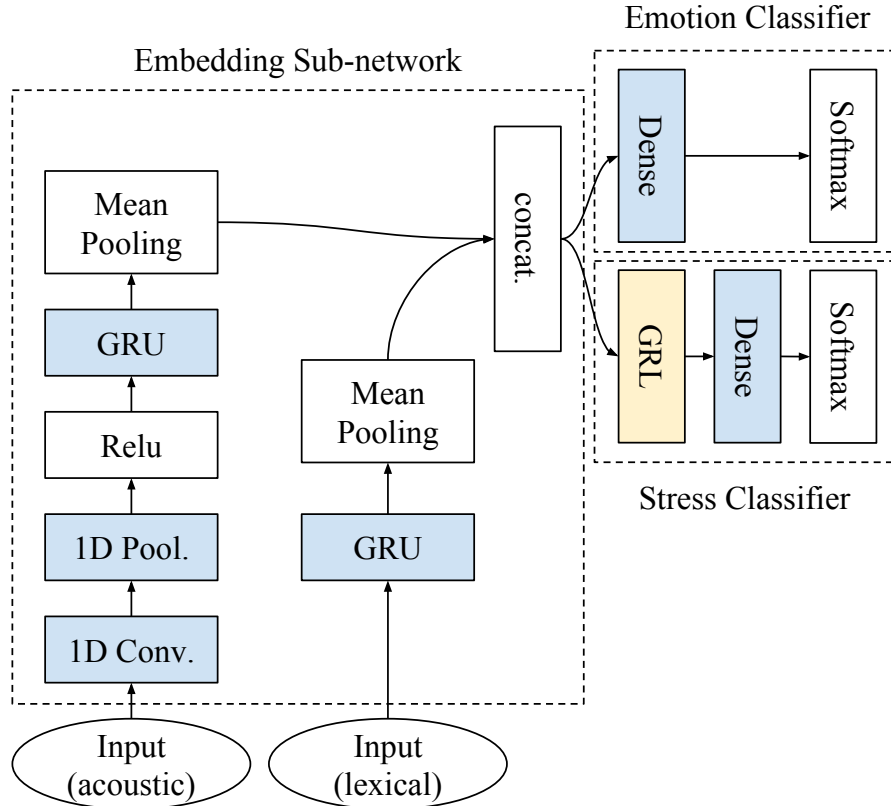 Emotion Classifier
Embedding Sub-network
Dense
Softmax
concat.
Mean
Pooling
GRU
Relu
1D Pool.
1D Conv.
Mean
Pooling
GRU
GRL
Dense
Softmax
Stress Classifier
Input
(acoustic)
Input
(lexical)